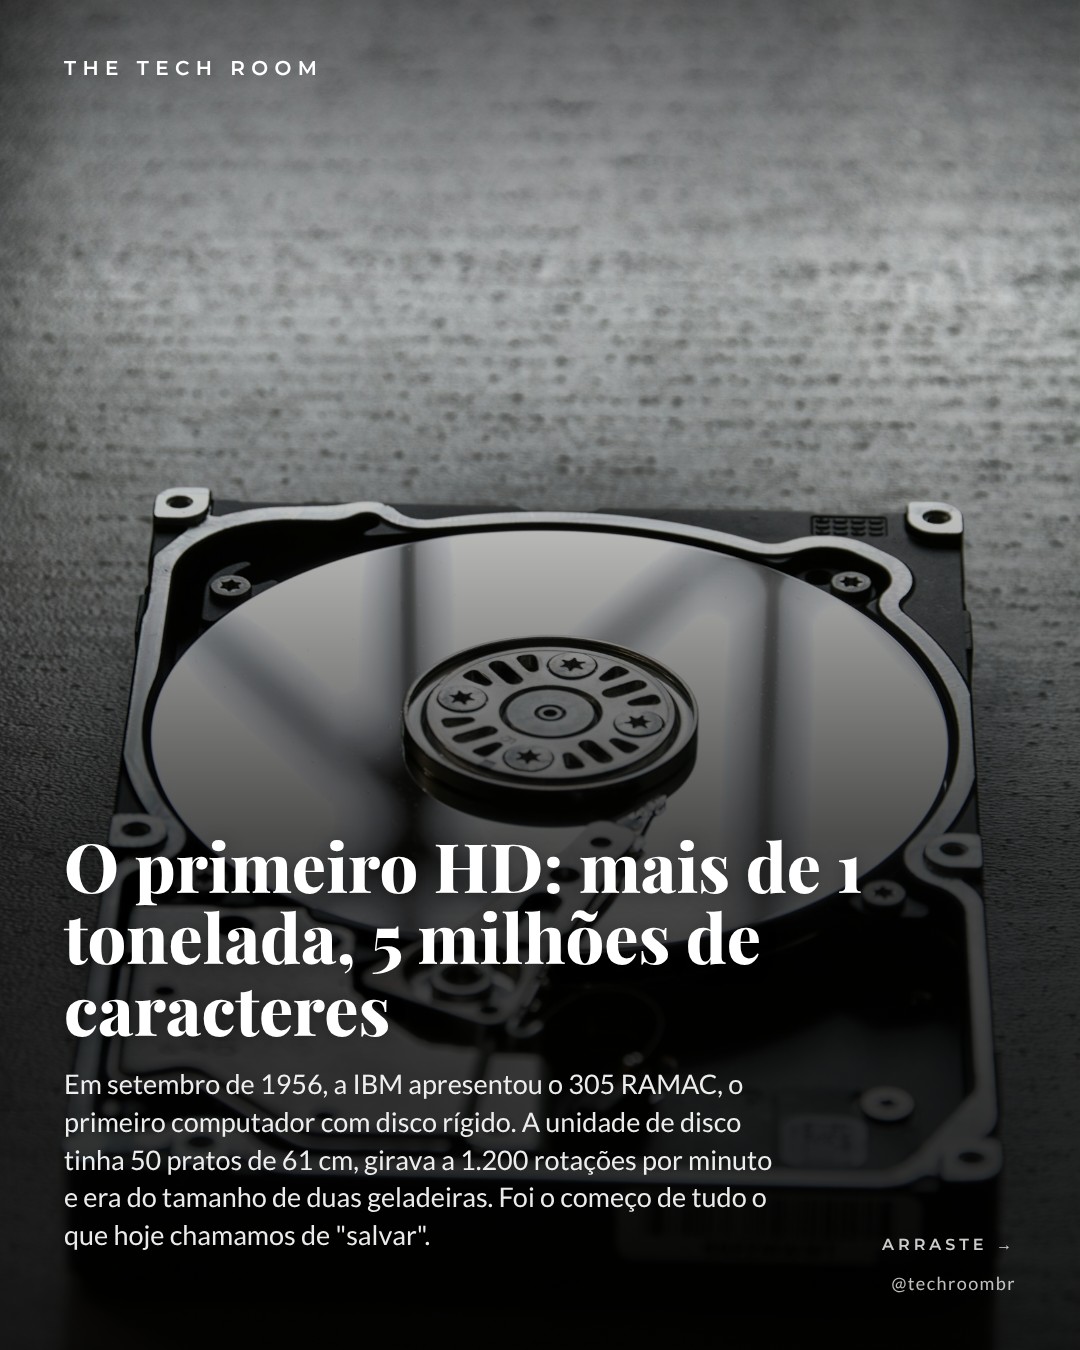 THE TECH ROOM
O primeiro HD: mais de 1
tonelada, 5 milhões de
caracteres
Em setembro de 1956, a IBM apresentou o 305 RAMAC, o
primeiro computador com disco rígido. A unidade de disco
tinha 50 pratos de 61 cm, girava a 1.200 rotações por minuto
e era do tamanho de duas geladeiras. Foi o começo de tudo o
que hoje chamamos de "salvar".
ARRASTE →
@techroombr